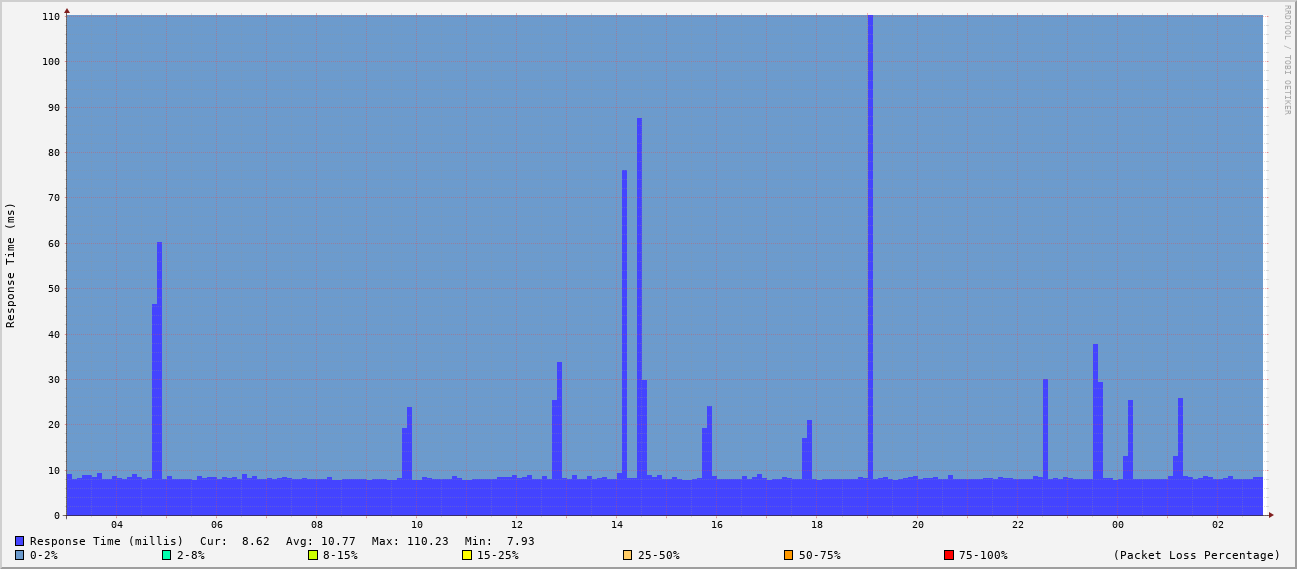 110
100
90
80
70
60
50
40
30
20
10
0
Response Time (ms)
RRDTOOL / TOBI OETIKER
04 06 08 10 12 14 16 18 20 22 00 02
Response Time (millis) Cur: 8.62 Avg: 10.77 Max: 110.23 Min: 7.93
0-2% 2-8% 8-15% 15-25% 25-50% 50-75% 75-100% (Packet Loss Percentage)